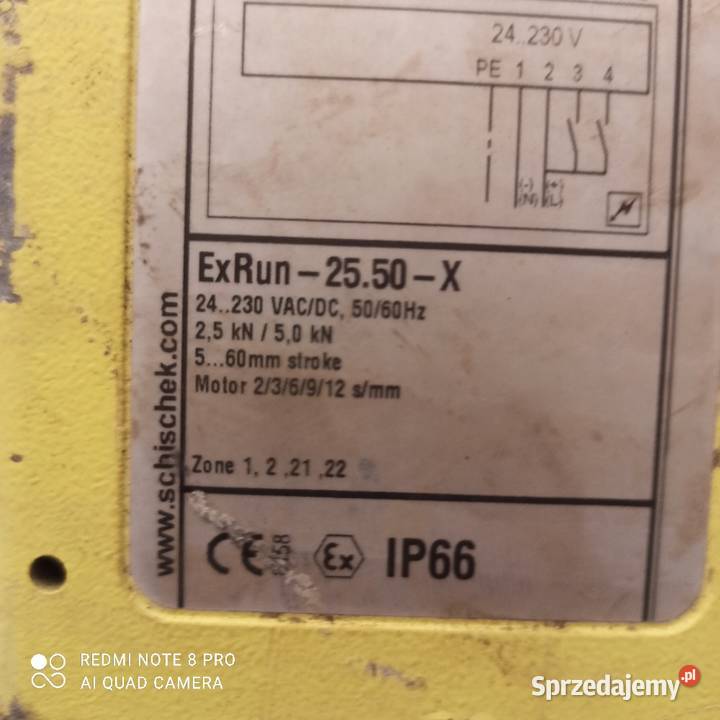 24..230 V
PE 1 2 3 4
(-) (+)
(N) (L)
ExRun – 25.50 – X
24..230 VAC/DC, 50/60Hz
2,5 kN / 5,0 kN
5...60mm stroke
Motor 2/3/6/9/12 s/mm
Zone 1, 2 ,21 ,22
www.schischek.com
CE Ex IP66
REDMI NOTE 8 PRO
AI QUAD CAMERA
Sprzedajemy.pl